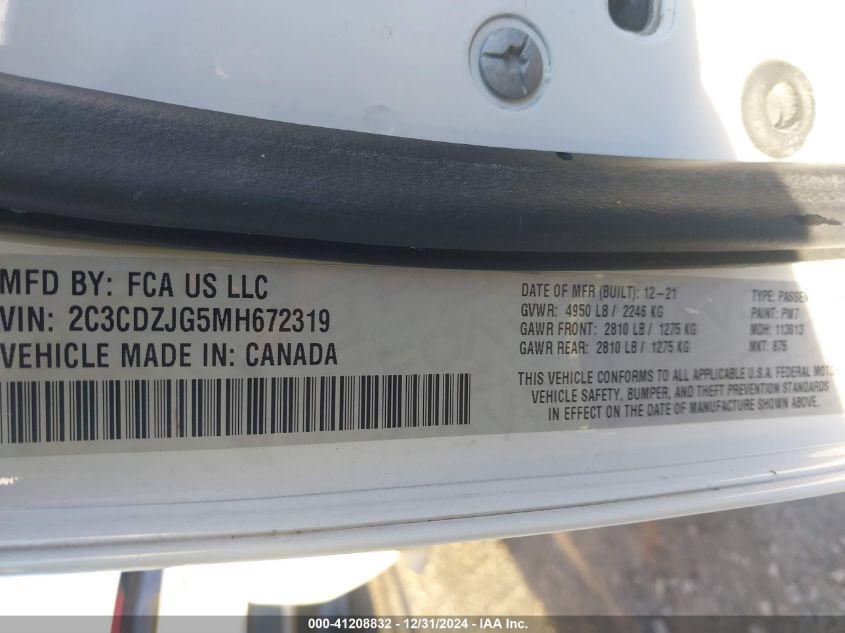 MFD BY: FCA US LLC
VIN: 2C3CDZJG5MH672319
VEHICLE MADE IN: CANADA
DATE OF MFR (BUILT): 12-21
GVWR: 4950 LB / 2246 KG
GAWR FRONT: 2810 LB / 1275 KG
GAWR REAR: 2810 LB / 1275 KG
TYPE: PASSEN
PAINT: PW7
MDH: 113013
MKT: 875
THIS VEHICLE CONFORMS TO ALL APPLICABLE U.S.A. FEDERAL MOTO
VEHICLE SAFETY, BUMPER, AND THEFT PREVENTION STANDARDS
IN EFFECT ON THE DATE OF MANUFACTURE SHOWN ABOVE.
000-41208832 - 12/31/2024 - IAA Inc.